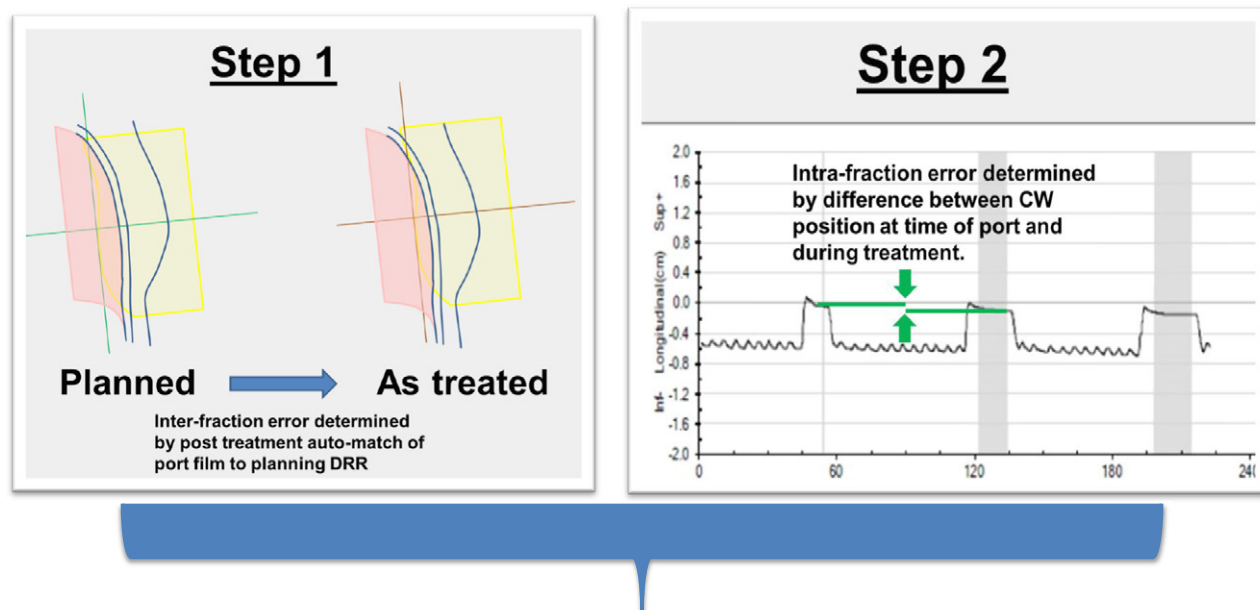 Step 1
Planned
As treated
Inter-fraction error determined
by post treatment auto-match of
port film to planning DRR
Step 2
Intra-fraction error determined
by difference between CW
position at time of port and
during treatment.
Inf- Longitudinal(cm) Sup+
2.0
1.6
1.2
0.8
0.4
0.0
-0.4
-0.8
-1.2
-1.6
-2.0
0 60 120 180 240